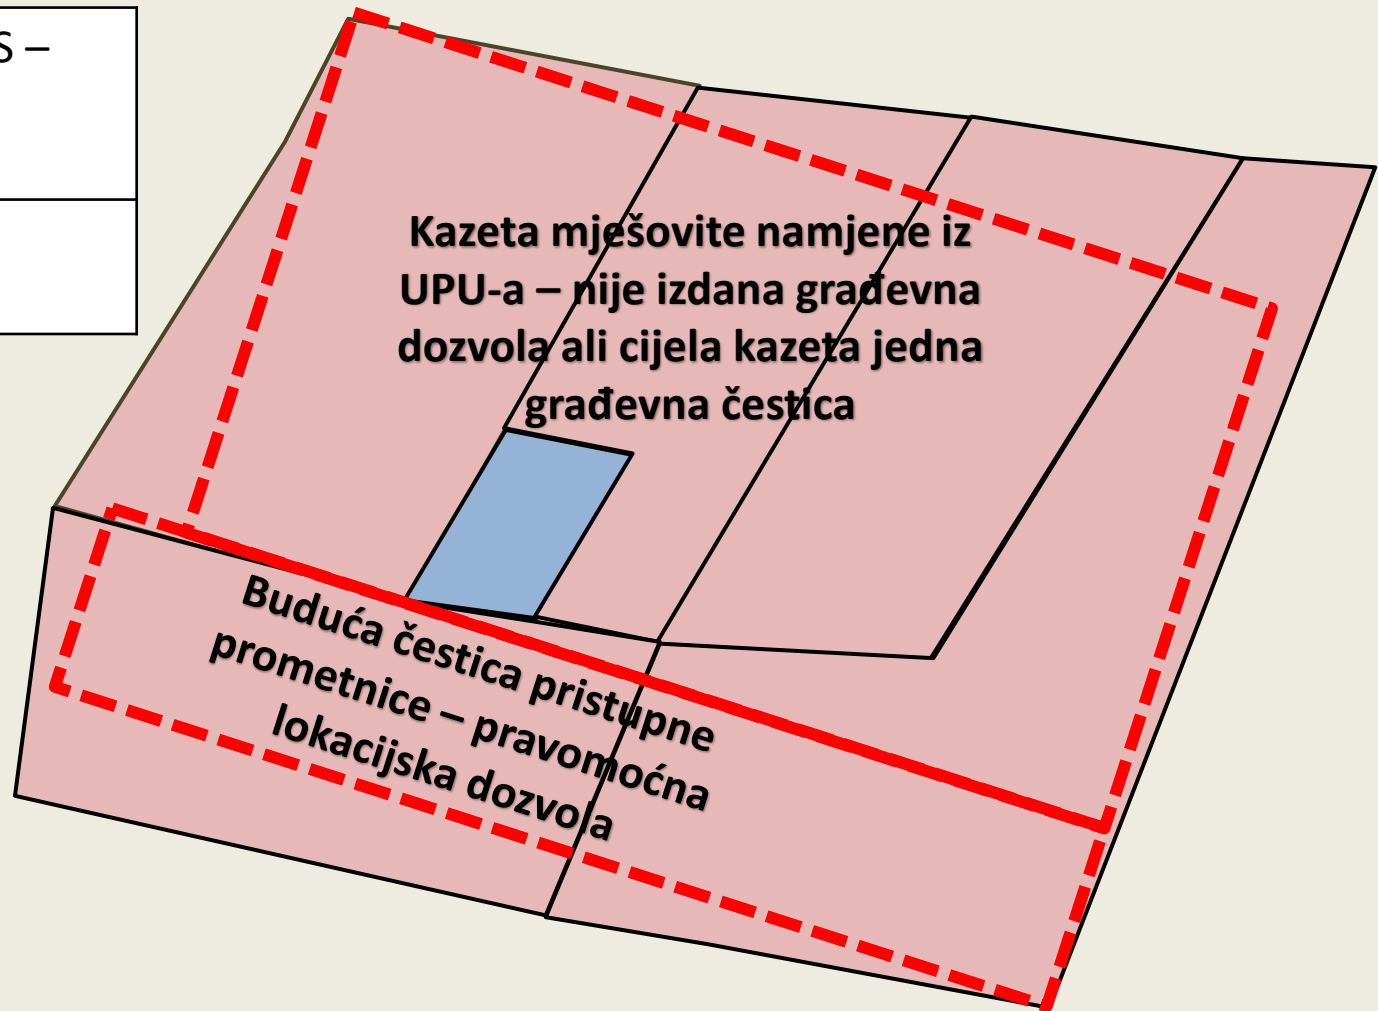 S –
Kazeta mješovite namjene iz
UPU-a – nije izdana građevna
dozvola ali cijela kazeta jedna
građevna čestica
Buduća čestica pristupne
prometnice – pravomoćna
lokacijska dozvola